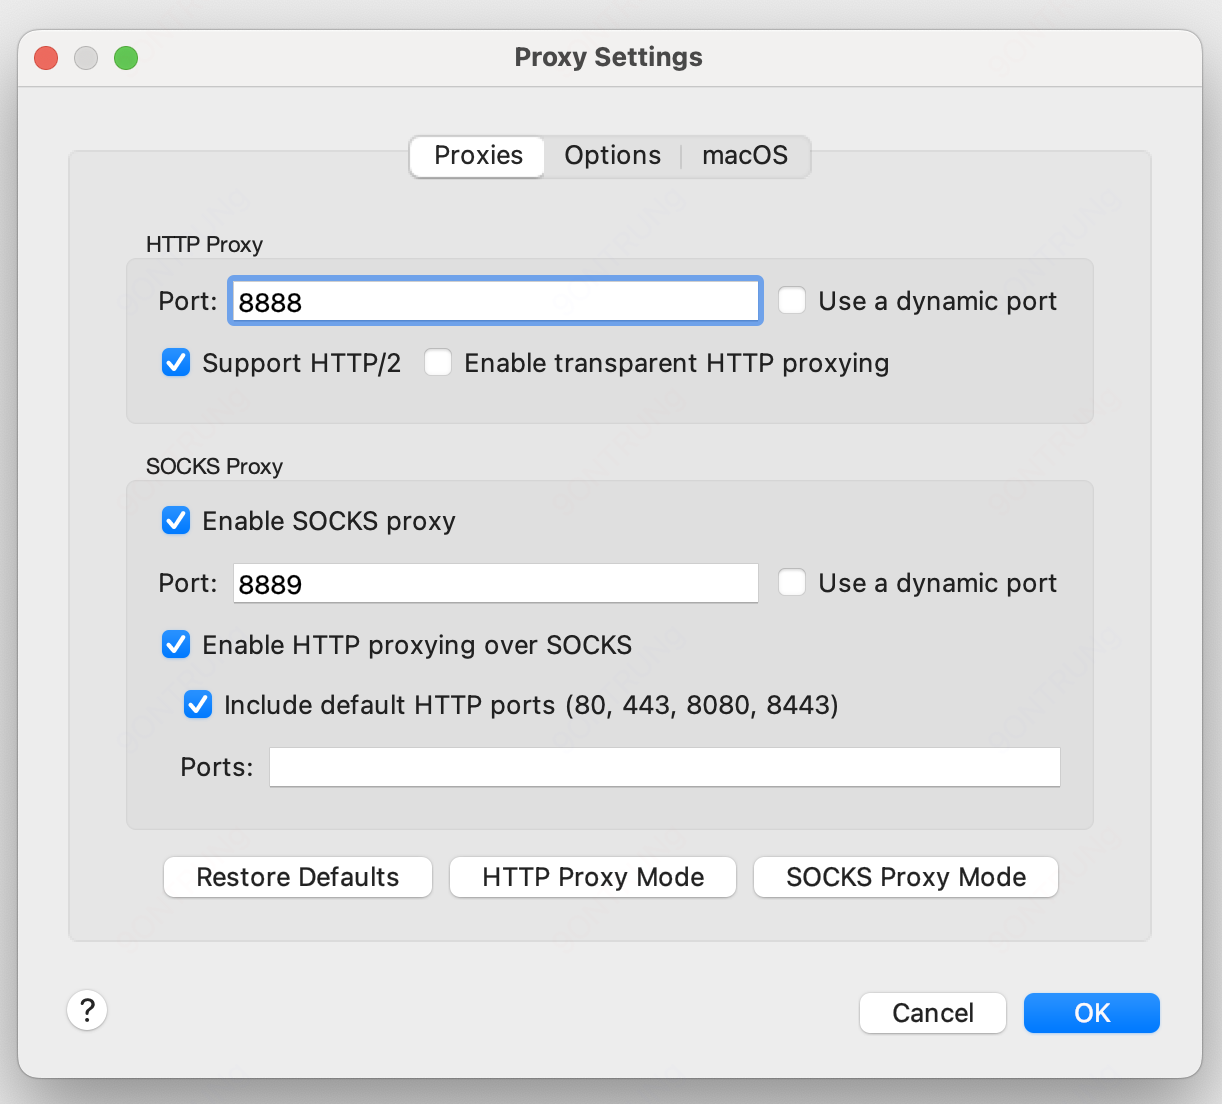 Proxy Settings
Proxies Options macOS
HTTP Proxy
Port: 8888 Use a dynamic port
Support HTTP/2 Enable transparent HTTP proxying
SOCKS Proxy
Enable SOCKS proxy
Port: 8889 Use a dynamic port
Enable HTTP proxying over SOCKS
Include default HTTP ports (80, 443, 8080, 8443)
Ports:
Restore Defaults HTTP Proxy Mode SOCKS Proxy Mode
? Cancel OK